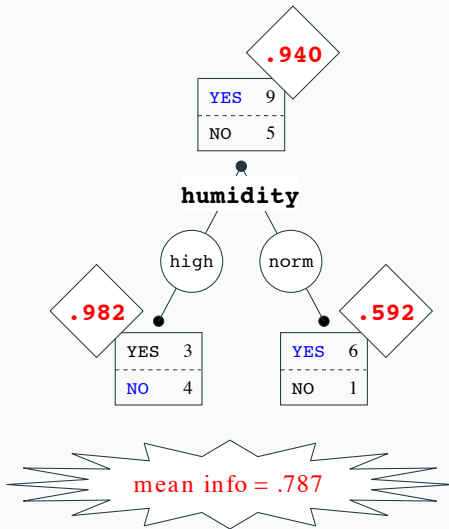 .940
YES 9
NO 5
humidity
high norm
.982 .592
YES 3 YES 6
NO 4 NO 1
mean info = .787